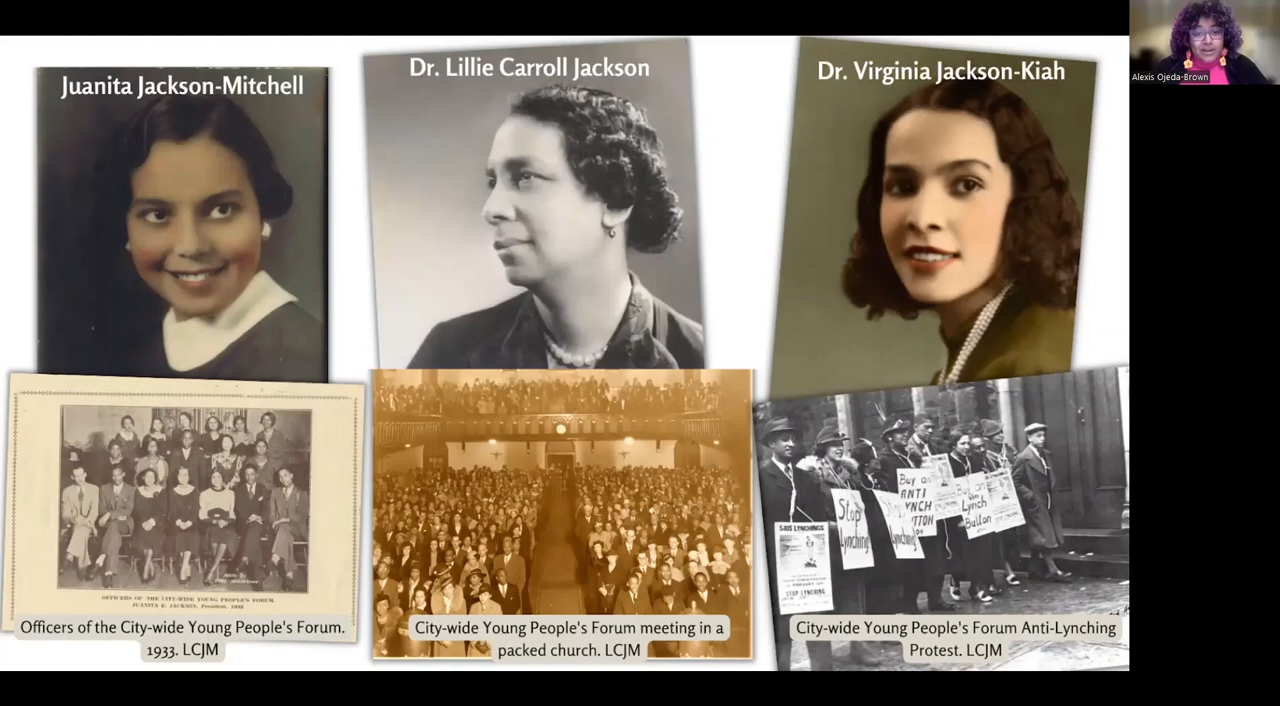 Juanita Jackson-Mitchell
Dr. Lillie Carroll Jackson
Dr. Virginia Jackson-Kiah
Alexis Ojeda-Brown
OFFICERS OF THE CITY-WIDE YOUNG PEOPLE'S FORUM.
JUANITA E. JACKSON, President, 1933
Officers of the City-wide Young People's Forum.
1933. LCJM
City-wide Young People's Forum meeting in a
packed church. LCJM
Stop
Lynching
Buy an
ANTI
LYNCH
BUTTON
Lynch
Button
STOP LYNCHING
City-wide Young People's Forum Anti-Lynching
Protest. LCJM